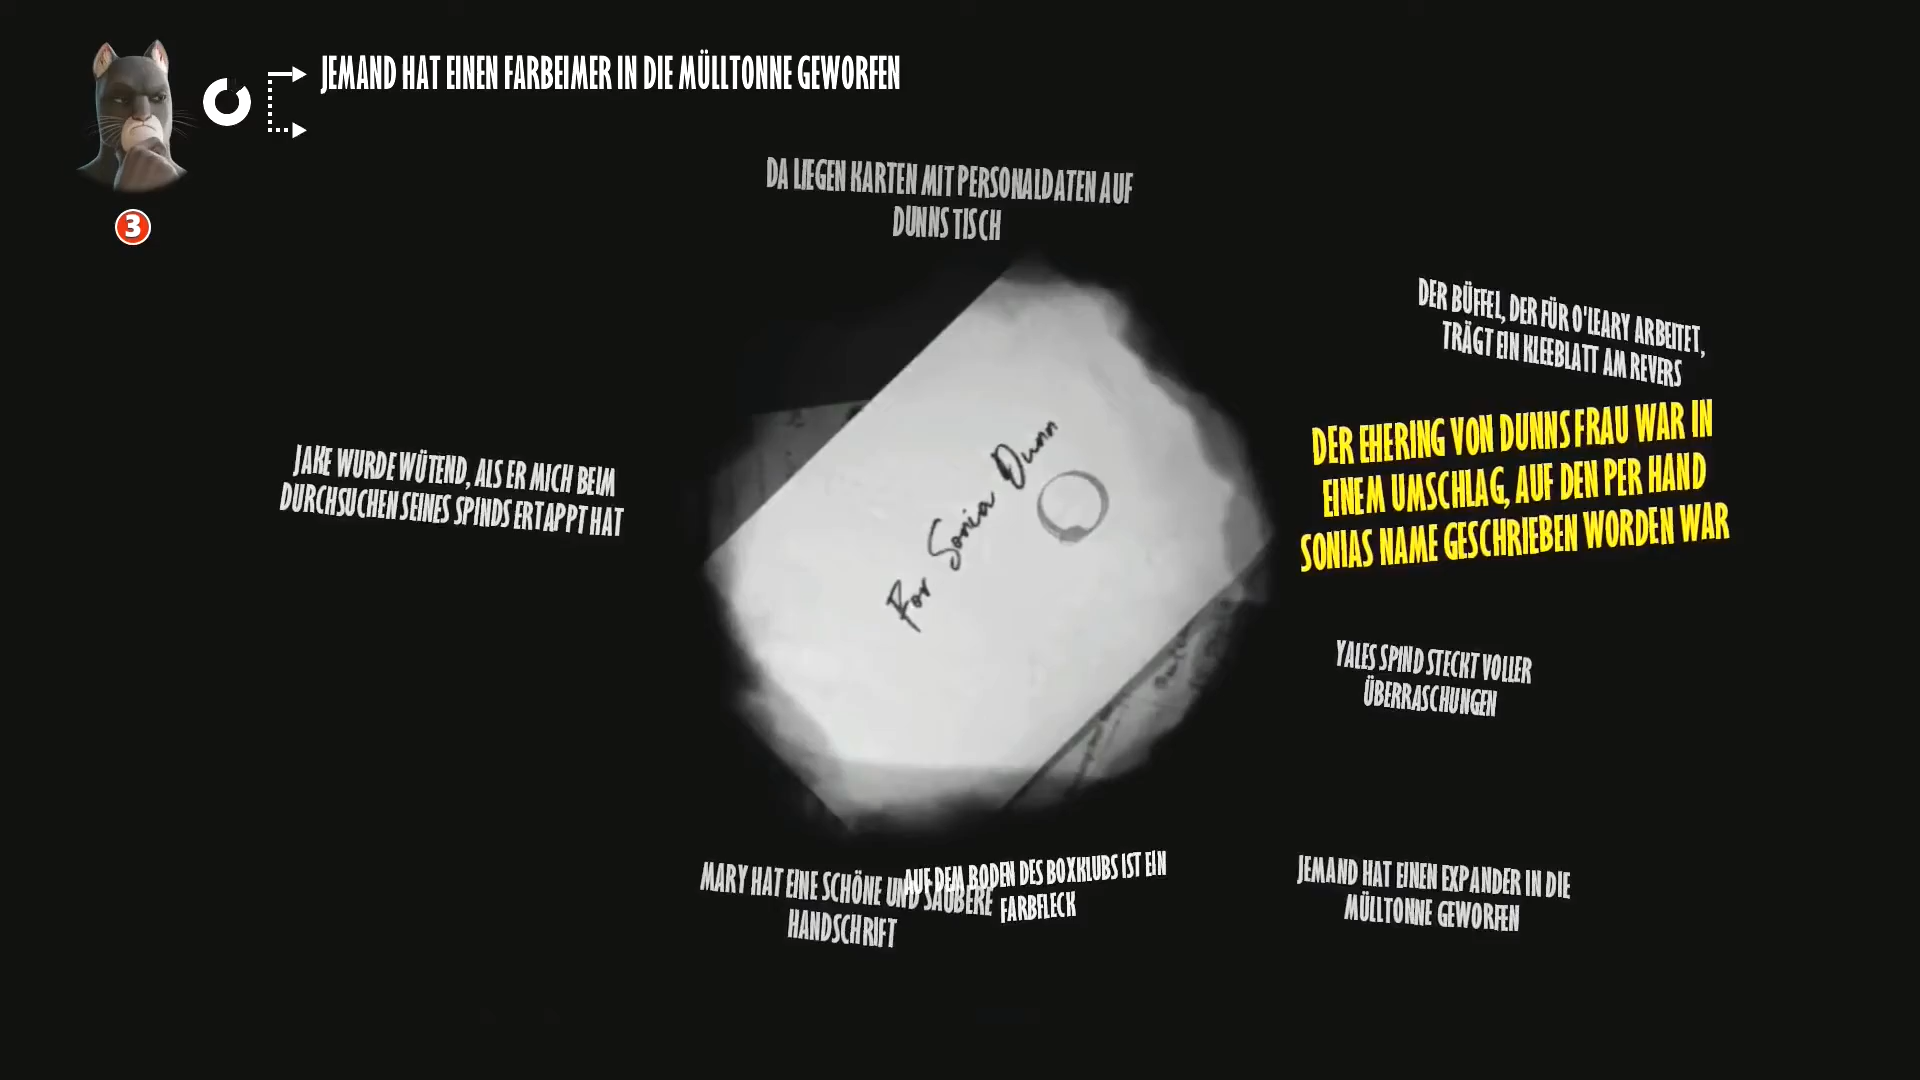 JEMAND HAT EINEN FARBEIMER IN DIE MÜLLTONNE GEWORFEN
3
DA LIEGEN KARTEN MIT PERSONALDATEN AUF
DUNNS TISCH
DER BÜFFEL, DER FÜR O'LEARY ARBEITET,
TRÄGT EIN KLEEBLATT AM REVERS
DER EHERING VON DUNNS FRAU WAR IN
EINEM UMSCHLAG, AUF DEN PER HAND
SONIAS NAME GESCHRIEBEN WORDEN WAR
JAKE WURDE WÜTEND, ALS ER MICH BEIM
DURCHSUCHEN SEINES SPINDS ERTAPPT HAT
For Sonia Dunn
YALES SPIND STECKT VOLLER
ÜBERRASCHUNGEN
MARY HAT EINE SCHÖNE UND SAUBERE
HANDSCHRIFT
AUF DEM BODEN DES BOXKLUBS IST EIN
FARBFLECK
JEMAND HAT EINEN EXPANDER IN DIE
MÜLLTONNE GEWORFEN